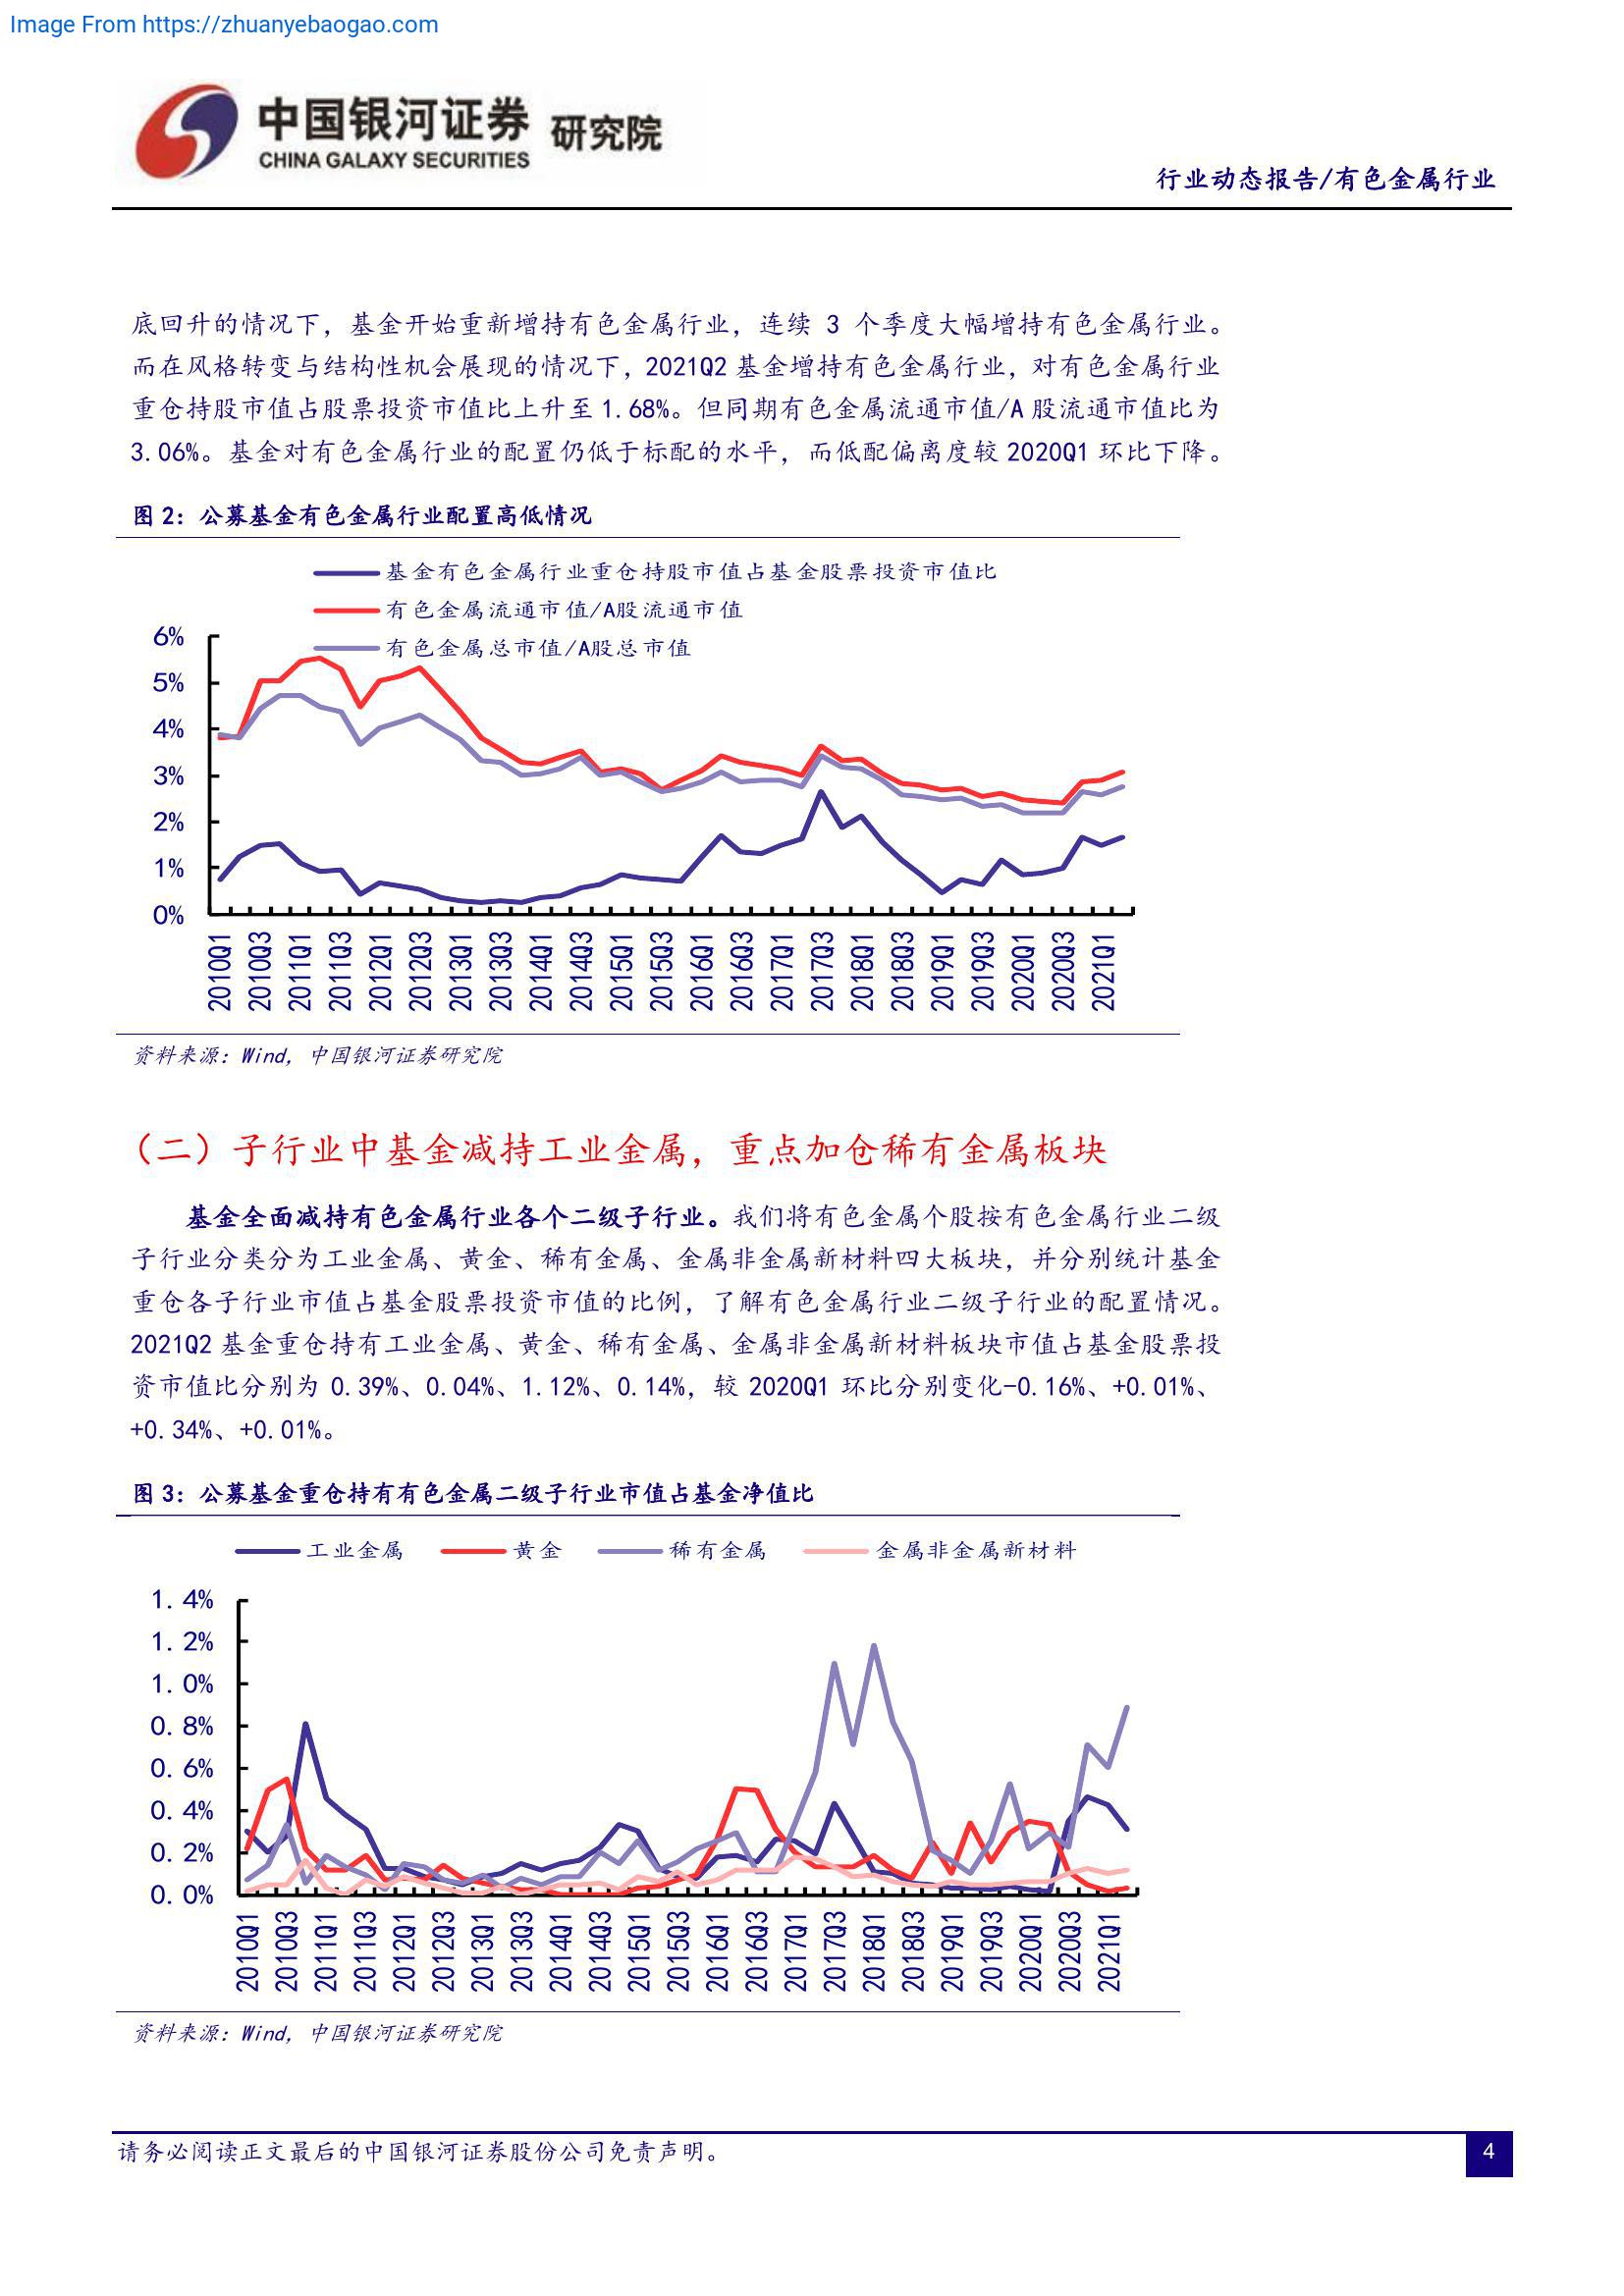 Image From https://zhuanyebaogao.com
中国银河证券 研究院
CHINA GALAXY SECURITIES
行业动态报告/有色金属行业
底回升的情况下，基金开始重新增持有色金属行业，连续 3 个季度大幅增持有色金属行业。
而在风格转变与结构性机会展现的情况下，2021Q2 基金增持有色金属行业，对有色金属行业
重仓持股市值占股票投资市值比上升至 1.68%。但同期有色金属流通市值/A 股流通市值比为
3.06%。基金对有色金属行业的配置仍低于标配的水平，而低配偏离度较 2020Q1 环比下降。
图 2：公募基金有色金属行业配置高低情况
基金有色金属行业重仓持股市值占基金股票投资市值比
有色金属流通市值/A股流通市值
有色金属总市值/A股总市值
6%
5%
4%
3%
2%
1%
0%
2010Q1 2010Q3 2011Q1 2011Q3 2012Q1 2012Q3 2013Q1 2013Q3 2014Q1 2014Q3 2015Q1 2015Q3 2016Q1 2016Q3 2017Q1 2017Q3 2018Q1 2018Q3 2019Q1 2019Q3 2020Q1 2020Q3 2021Q1
资料来源：Wind，中国银河证券研究院
（二）子行业中基金减持工业金属，重点加仓稀有金属板块
基金全面减持有色金属行业各个二级子行业。我们将有色金属个股按有色金属行业二级
子行业分类分为工业金属、黄金、稀有金属、金属非金属新材料四大板块，并分别统计基金
重仓各子行业市值占基金股票投资市值的比例，了解有色金属行业二级子行业的配置情况。
2021Q2 基金重仓持有工业金属、黄金、稀有金属、金属非金属新材料板块市值占基金股票投
资市值比分别为 0.39%、0.04%、1.12%、0.14%，较 2020Q1 环比分别变化-0.16%、+0.01%、
+0.34%、+0.01%。
图 3：公募基金重仓持有有色金属二级子行业市值占基金净值比
工业金属 黄金 稀有金属 金属非金属新材料
1.4%
1.2%
1.0%
0.8%
0.6%
0.4%
0.2%
0.0%
2010Q1 2010Q3 2011Q1 2011Q3 2012Q1 2012Q3 2013Q1 2013Q3 2014Q1 2014Q3 2015Q1 2015Q3 2016Q1 2016Q3 2017Q1 2017Q3 2018Q1 2018Q3 2019Q1 2019Q3 2020Q1 2020Q3 2021Q1
资料来源：Wind，中国银河证券研究院
请务必阅读正文最后的中国银河证券股份公司免责声明。
4